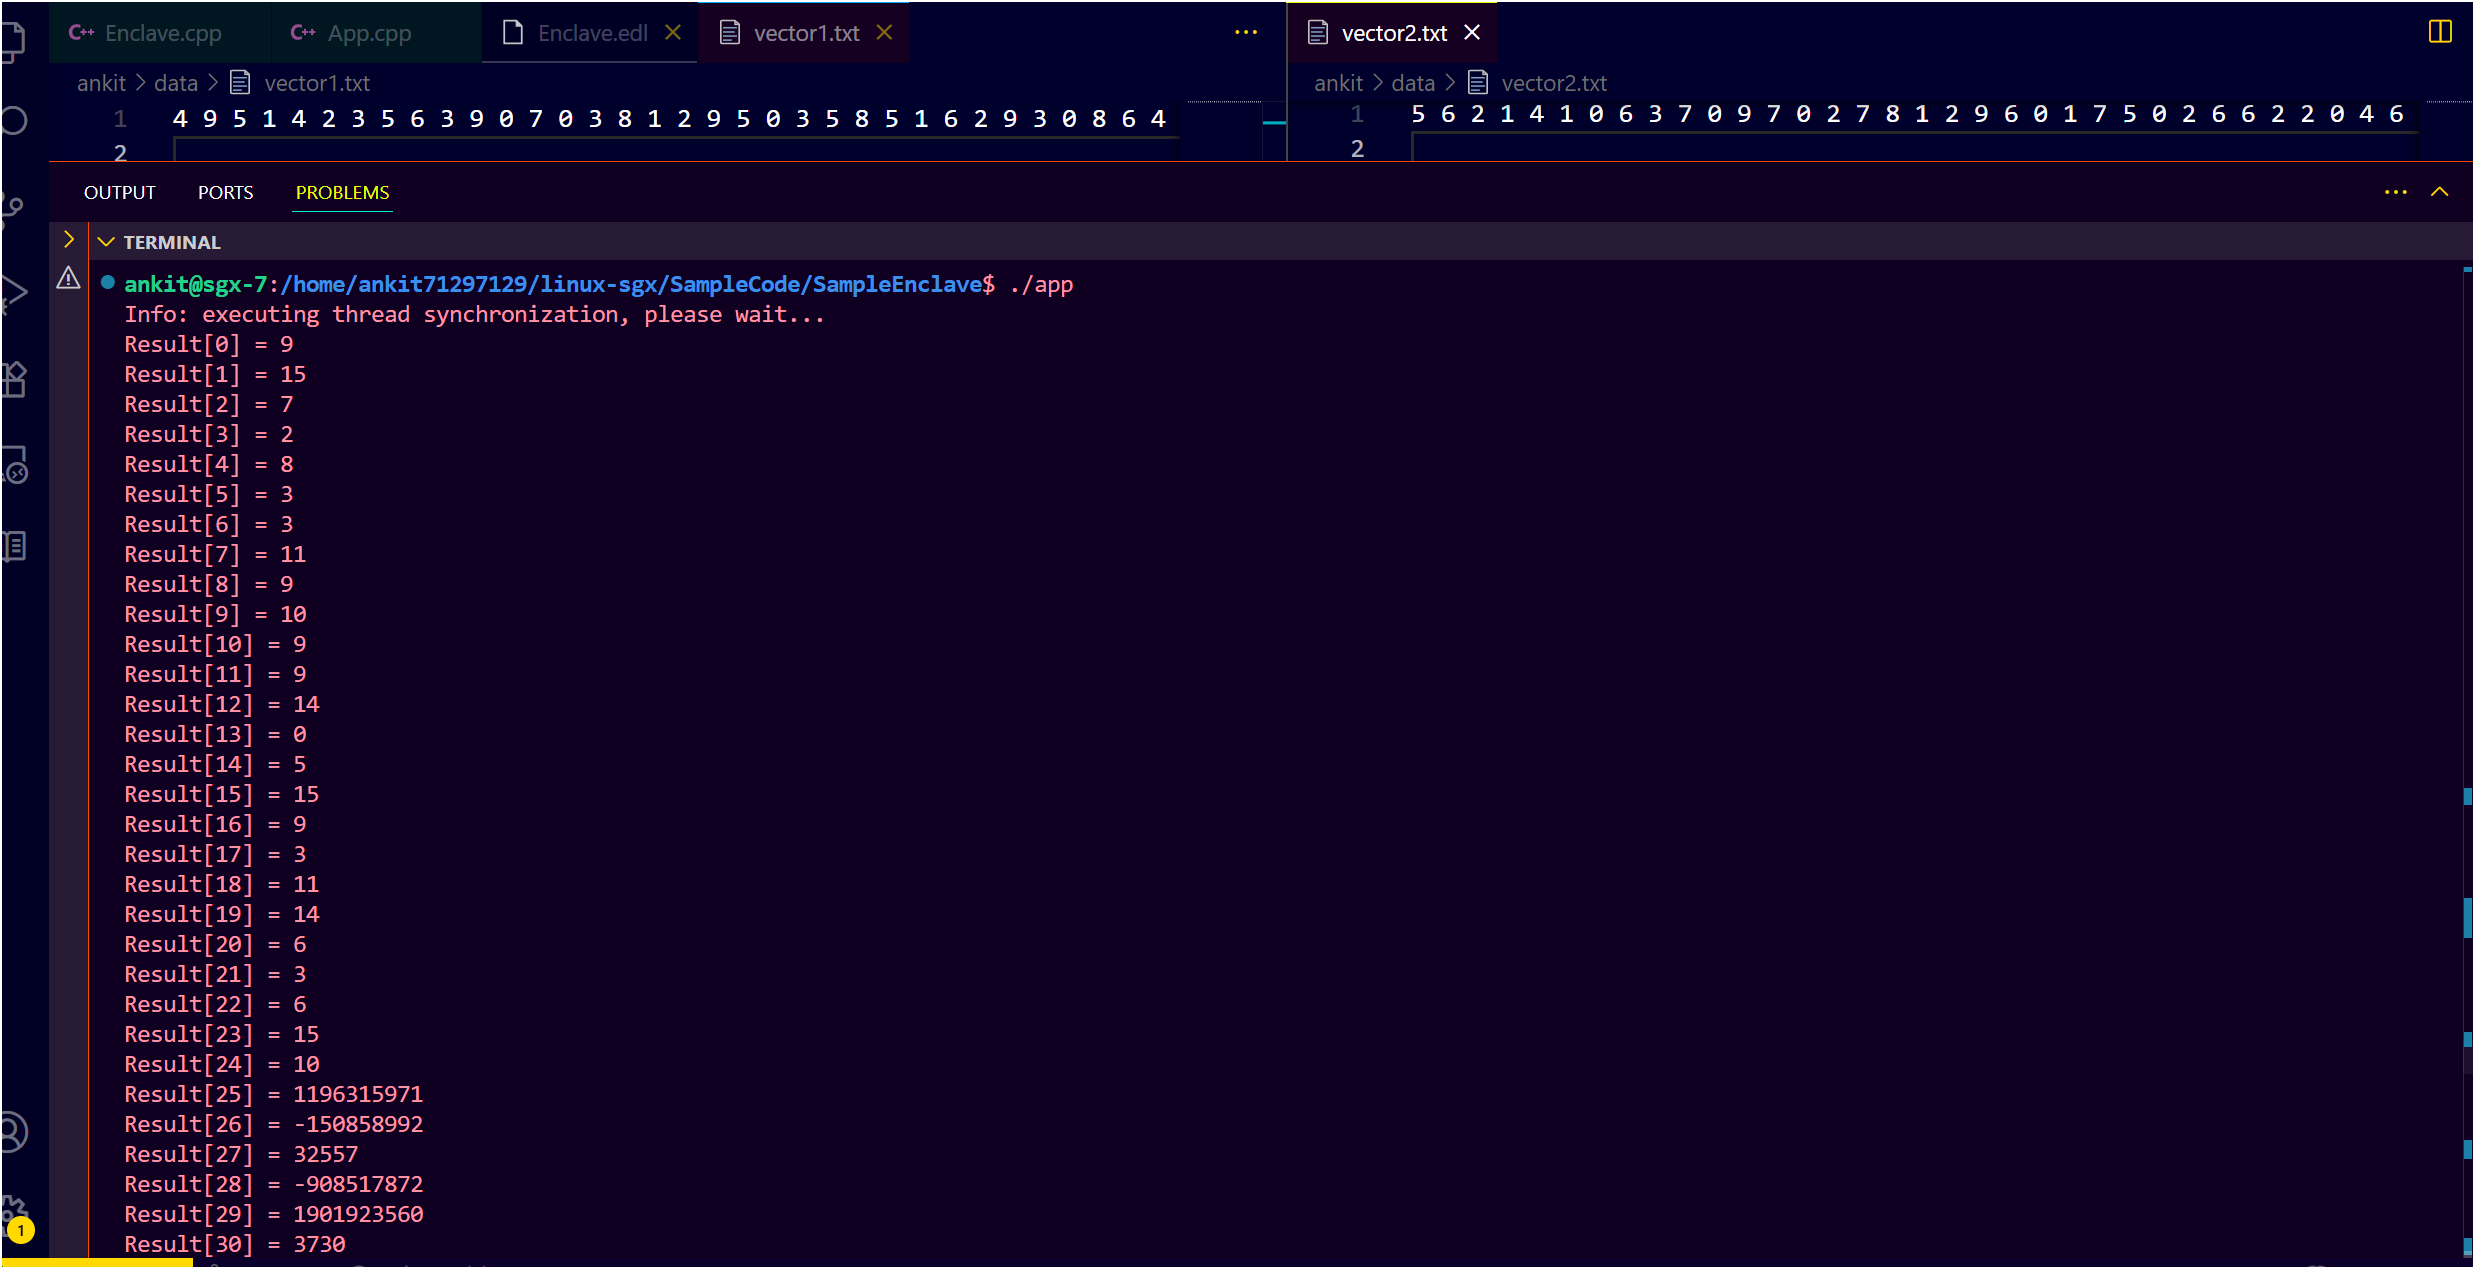 Enclave.cpp App.cpp Enclave.edl vector1.txt ... vector2.txt
ankit > data > vector1.txt ankit > data > vector2.txt
1 4 9 5 1 4 2 3 5 6 3 9 0 7 0 3 8 1 2 9 5 0 3 5 8 5 1 6 2 9 3 0 8 6 4
2
1 5 6 2 1 4 1 0 6 3 7 0 9 7 0 2 7 8 1 2 9 6 0 1 7 5 0 2 6 6 2 2 0 4 6
2
OUTPUT PORTS PROBLEMS
TERMINAL
ankit@sgx-7:/home/ankit71297129/linux-sgx/SampleCode/SampleEnclave$ ./app
Info: executing thread synchronization, please wait...
Result[0] = 9
Result[1] = 15
Result[2] = 7
Result[3] = 2
Result[4] = 8
Result[5] = 3
Result[6] = 3
Result[7] = 11
Result[8] = 9
Result[9] = 10
Result[10] = 9
Result[11] = 9
Result[12] = 14
Result[13] = 0
Result[14] = 5
Result[15] = 15
Result[16] = 9
Result[17] = 3
Result[18] = 11
Result[19] = 14
Result[20] = 6
Result[21] = 3
Result[22] = 6
Result[23] = 15
Result[24] = 10
Result[25] = 1196315971
Result[26] = -150858992
Result[27] = 32557
Result[28] = -908517872
Result[29] = 1901923560
Result[30] = 3730
1